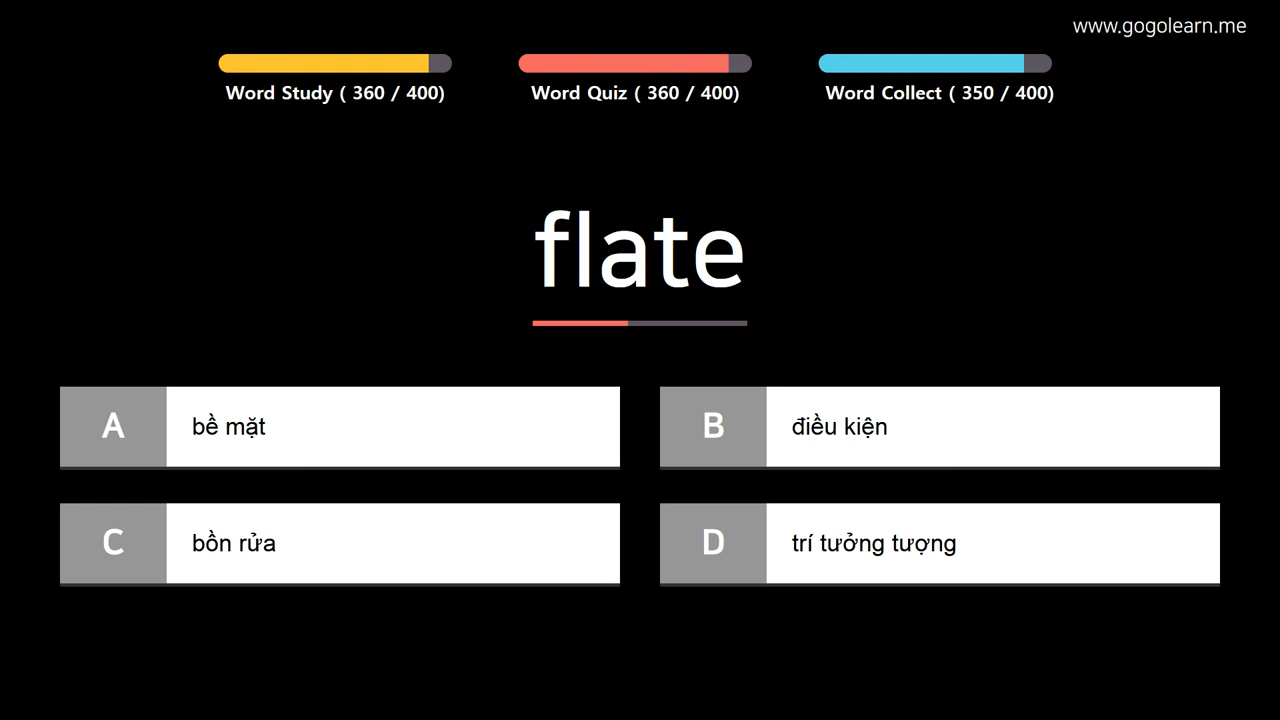 www.gogolearn.me
Word Study ( 360 / 400)
Word Quiz ( 360 / 400)
Word Collect ( 350 / 400)
flate
A bề mặt
B điều kiện
C bồn rửa
D trí tưởng tượng